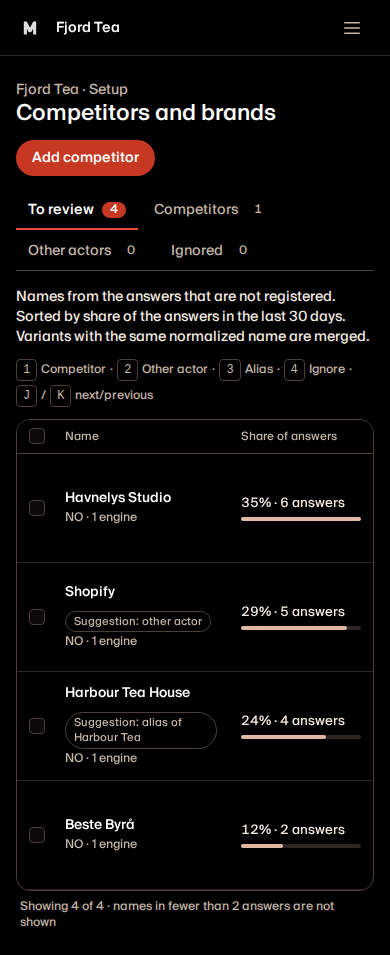 M Fjord Tea
Fjord Tea · Setup
Competitors and brands
Add competitor
To review 4 Competitors 1
Other actors 0 Ignored 0
Names from the answers that are not registered.
Sorted by share of the answers in the last 30 days.
Variants with the same normalized name are merged.
1 Competitor · 2 Other actor · 3 Alias · 4 Ignore ·
J / K next/previous
Name Share of answers
Havnelys Studio
NO · 1 engine
35% · 6 answers
Shopify
Suggestion: other actor
NO · 1 engine
29% · 5 answers
Harbour Tea House
Suggestion: alias of
Harbour Tea
NO · 1 engine
24% · 4 answers
Beste Byrå
NO · 1 engine
12% · 2 answers
Showing 4 of 4 · names in fewer than 2 answers are not
shown